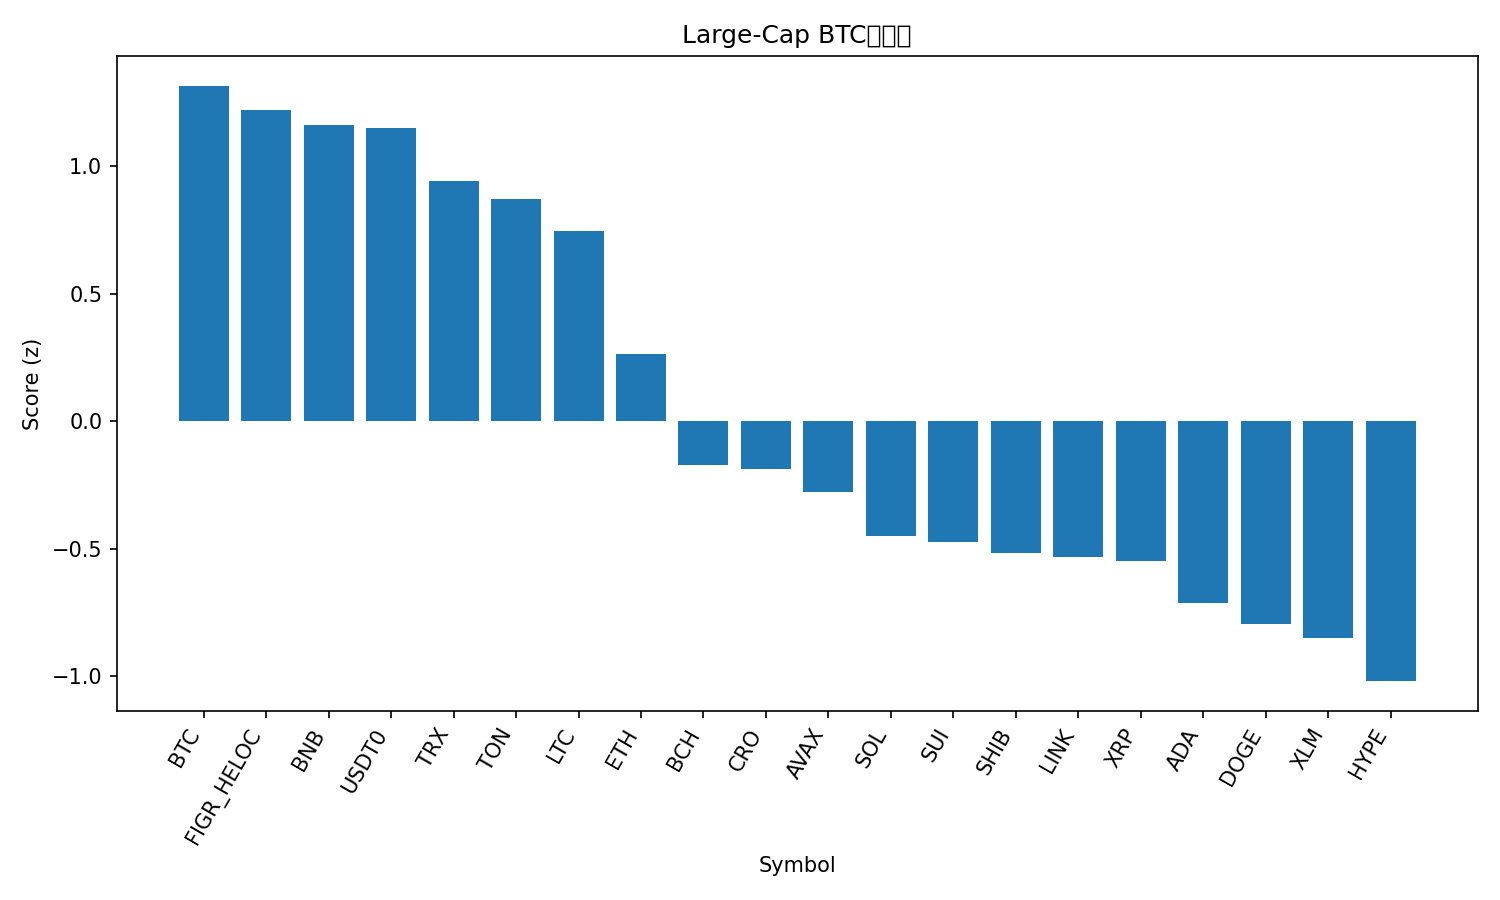 Large-Cap BTC
1.0
0.5
0.0
−0.5
−1.0
Score (z)
BTC
FIGR_HELOC
BNB
USDT0
TRX
TON
LTC
ETH
BCH
CRO
AVAX
SOL
SUI
SHIB
LINK
XRP
ADA
DOGE
XLM
HYPE
Symbol